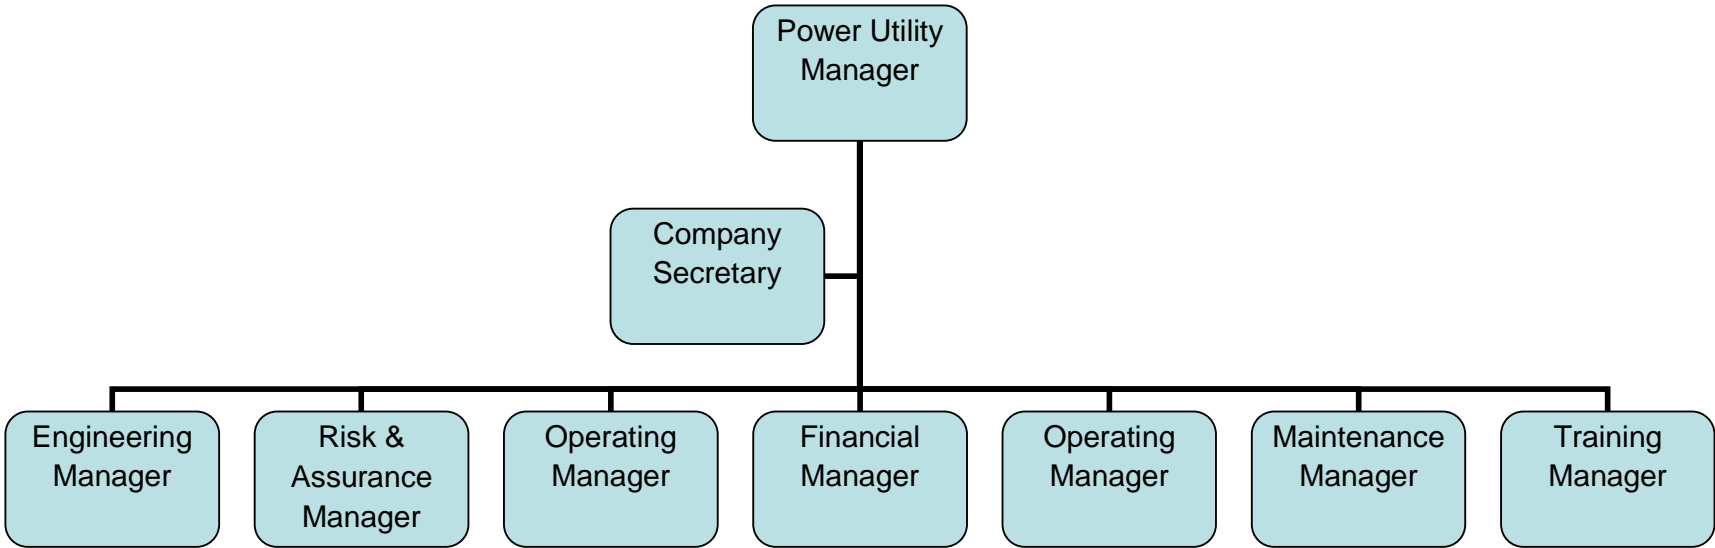 Power Utility
Manager
Company
Secretary
Engineering
Manager
Risk &
Assurance
Manager
Operating
Manager
Financial
Manager
Operating
Manager
Maintenance
Manager
Training
Manager